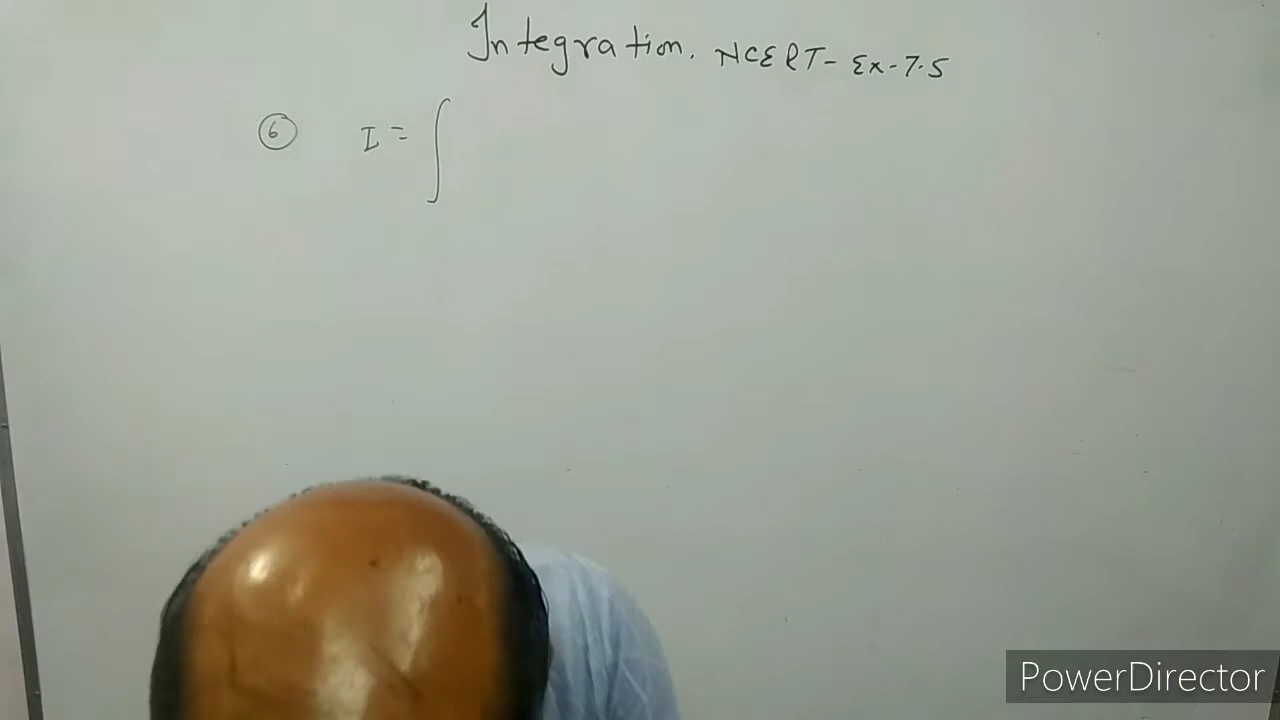 Integration. NCERT - Ex-7.5
6 I = ∫
PowerDirector